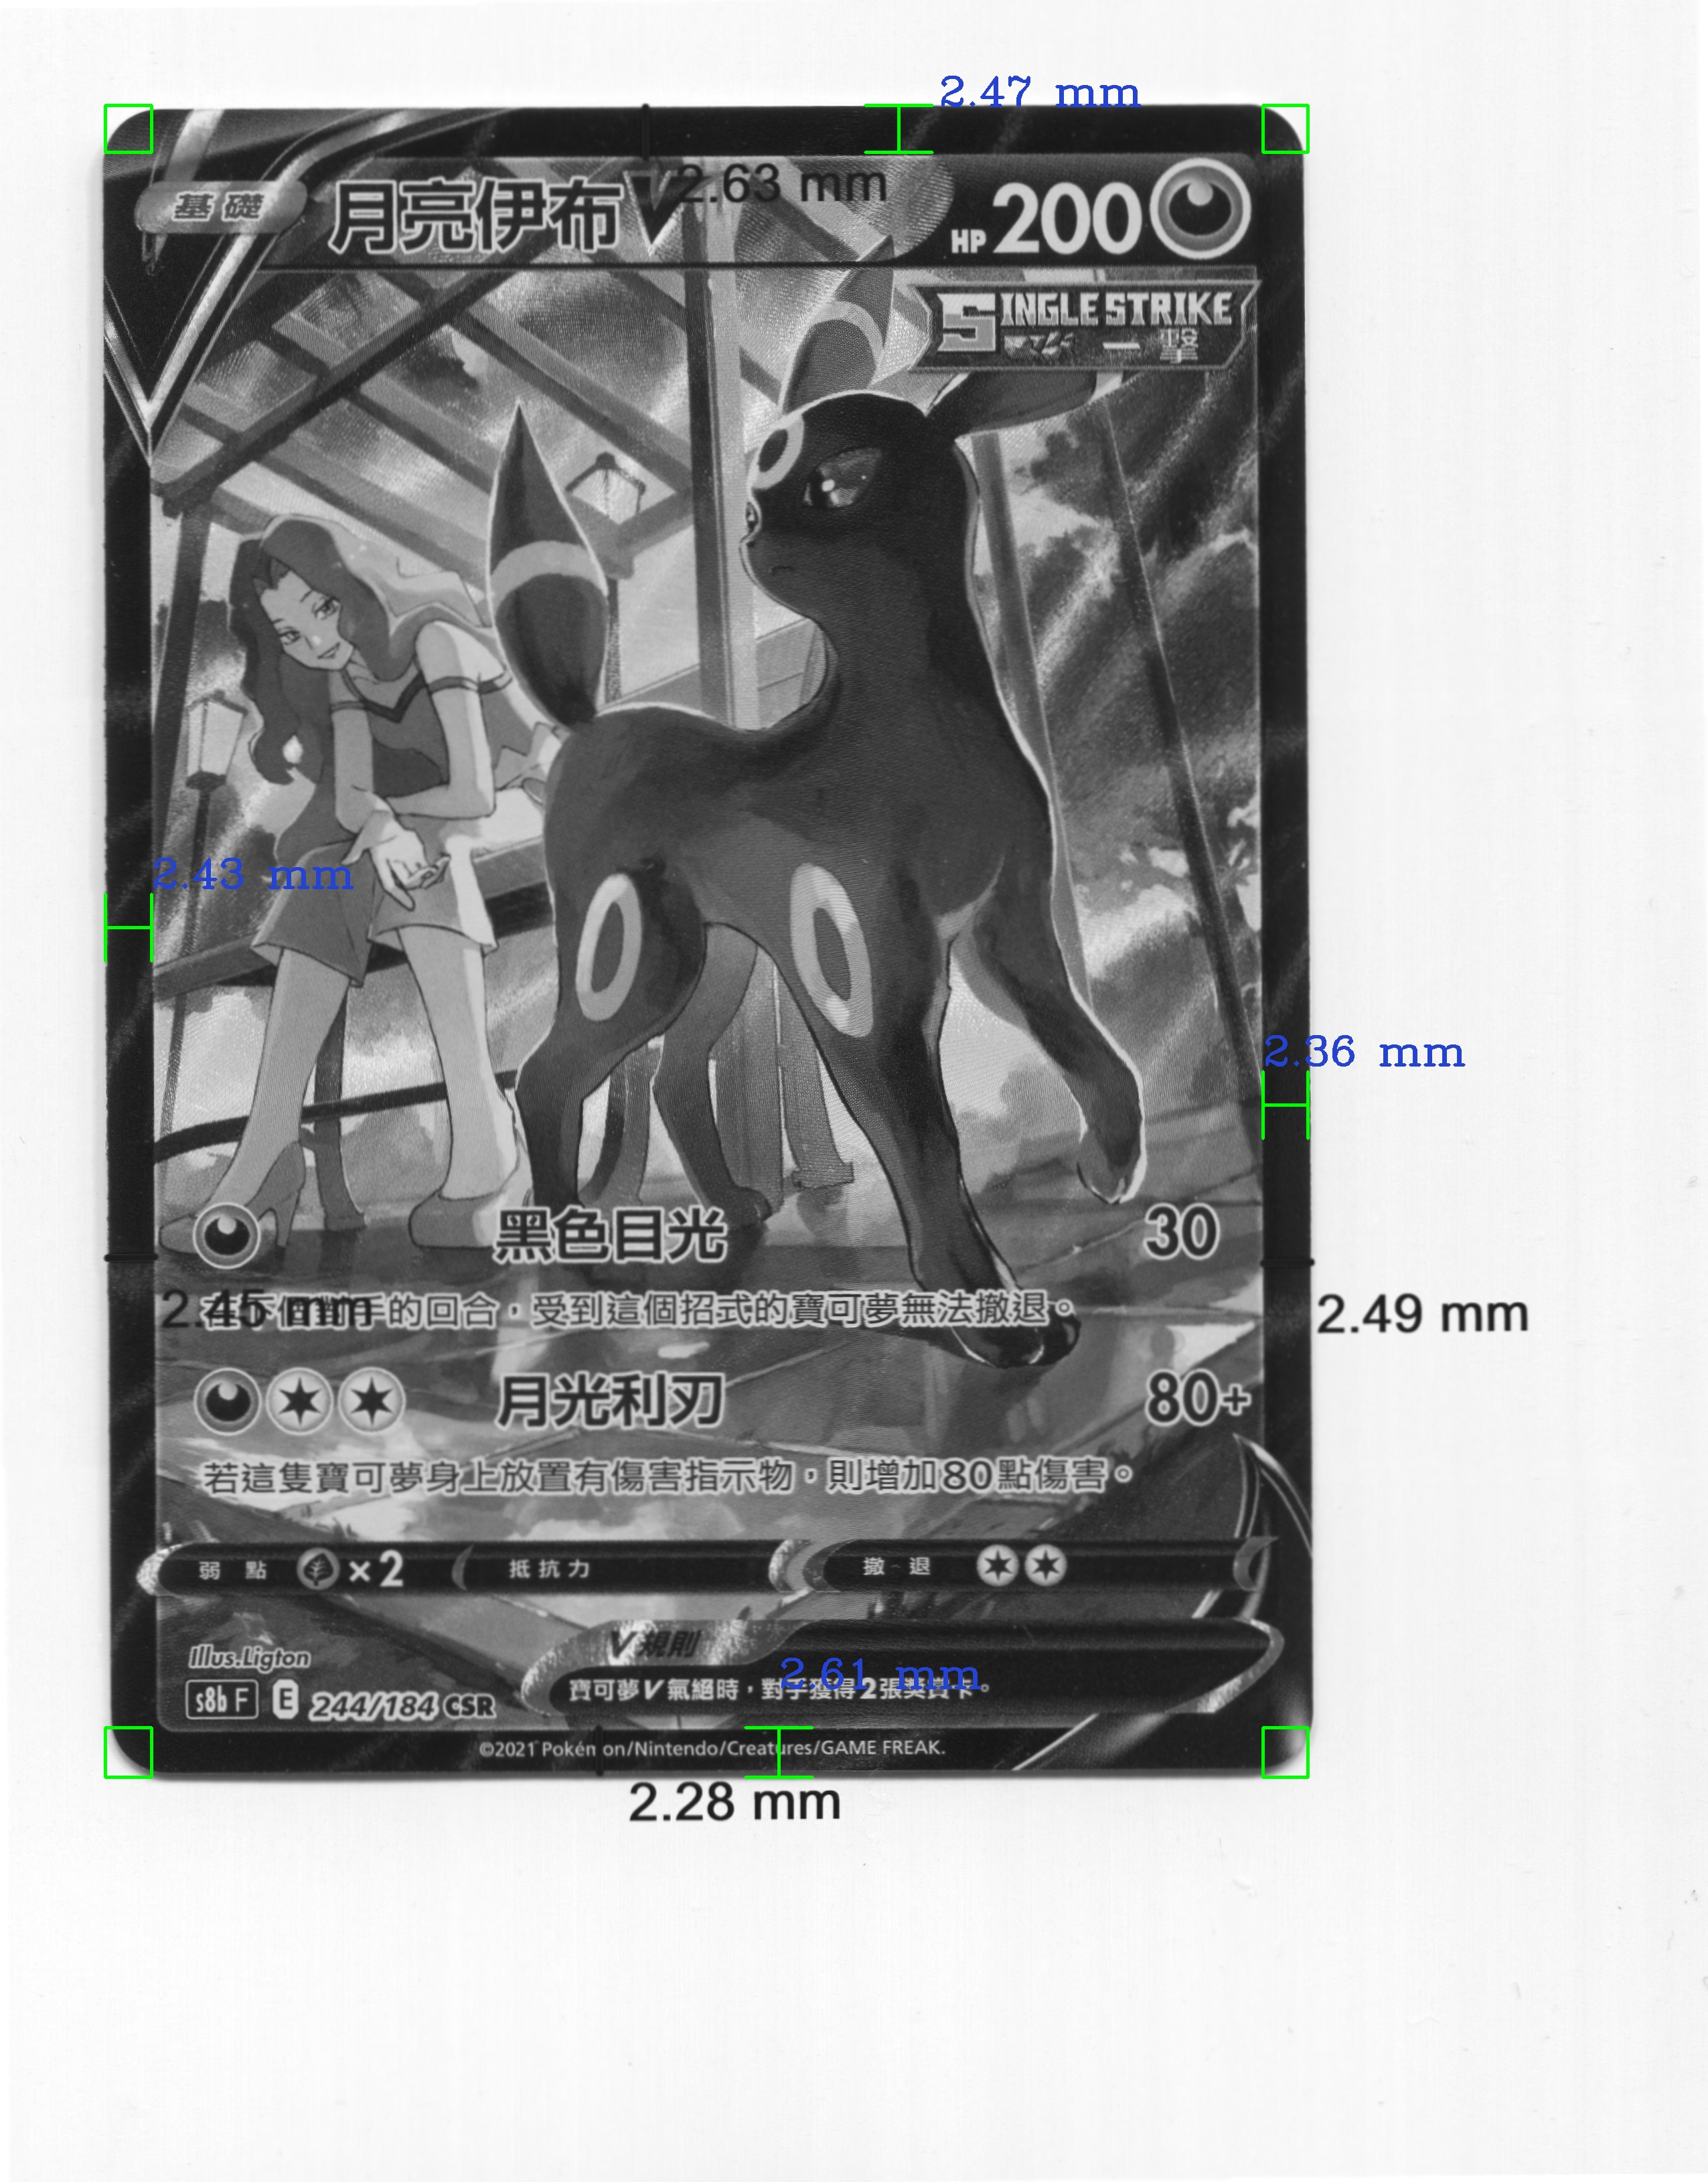 2.47 mm
基礎 月亮伊布V HP 200
2.63 mm
SINGLE STRIKE
一擊
2.43 mm
2.36 mm
黑色目光 30
在下個對手的回合，受到這個招式的寶可夢無法撤退。
2.45 mm
2.49 mm
月光利刃 80+
若這隻寶可夢身上放置有傷害指示物，則增加80點傷害。
弱點 ×2 抵抗力 撤退
V規則
Illus.Ligton
2.61 mm
寶可夢V氣絕時，對手獲得2張獎賞卡。
s8b F E 244/184 CSR
©2021 Pokémon/Nintendo/Creatures/GAME FREAK.
2.28 mm